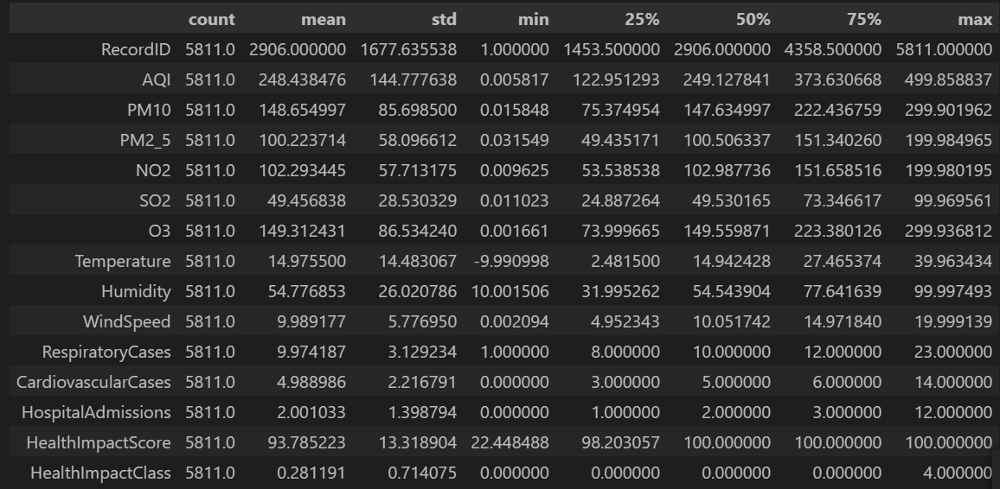 count mean std min 25% 50% 75% max
RecordID 5811.0 2906.000000 1677.635538 1.000000 1453.500000 2906.000000 4358.500000 5811.000000
AQI 5811.0 248.438476 144.777638 0.005817 122.951293 249.127841 373.630668 499.858837
PM10 5811.0 148.654997 85.698500 0.015848 75.374954 147.634997 222.436759 299.901962
PM2_5 5811.0 100.223714 58.096612 0.031549 49.435171 100.506337 151.340260 199.984965
NO2 5811.0 102.293445 57.713175 0.009625 53.538538 102.987736 151.658516 199.980195
SO2 5811.0 49.456838 28.530329 0.011023 24.887264 49.530165 73.346617 99.969561
O3 5811.0 149.312431 86.534240 0.001661 73.999665 149.559871 223.380126 299.936812
Temperature 5811.0 14.975500 14.483067 -9.990998 2.481500 14.942428 27.465374 39.963434
Humidity 5811.0 54.776853 26.020786 10.001506 31.995262 54.543904 77.641639 99.997493
WindSpeed 5811.0 9.989177 5.776950 0.002094 4.952343 10.051742 14.971840 19.999139
RespiratoryCases 5811.0 9.974187 3.129234 1.000000 8.000000 10.000000 12.000000 23.000000
CardiovascularCases 5811.0 4.988986 2.216791 0.000000 3.000000 5.000000 6.000000 14.000000
HospitalAdmissions 5811.0 2.001033 1.398794 0.000000 1.000000 2.000000 3.000000 12.000000
HealthImpactScore 5811.0 93.785223 13.318904 22.448488 98.203057 100.000000 100.000000 100.000000
HealthImpactClass 5811.0 0.281191 0.714075 0.000000 0.000000 0.000000 0.000000 4.000000